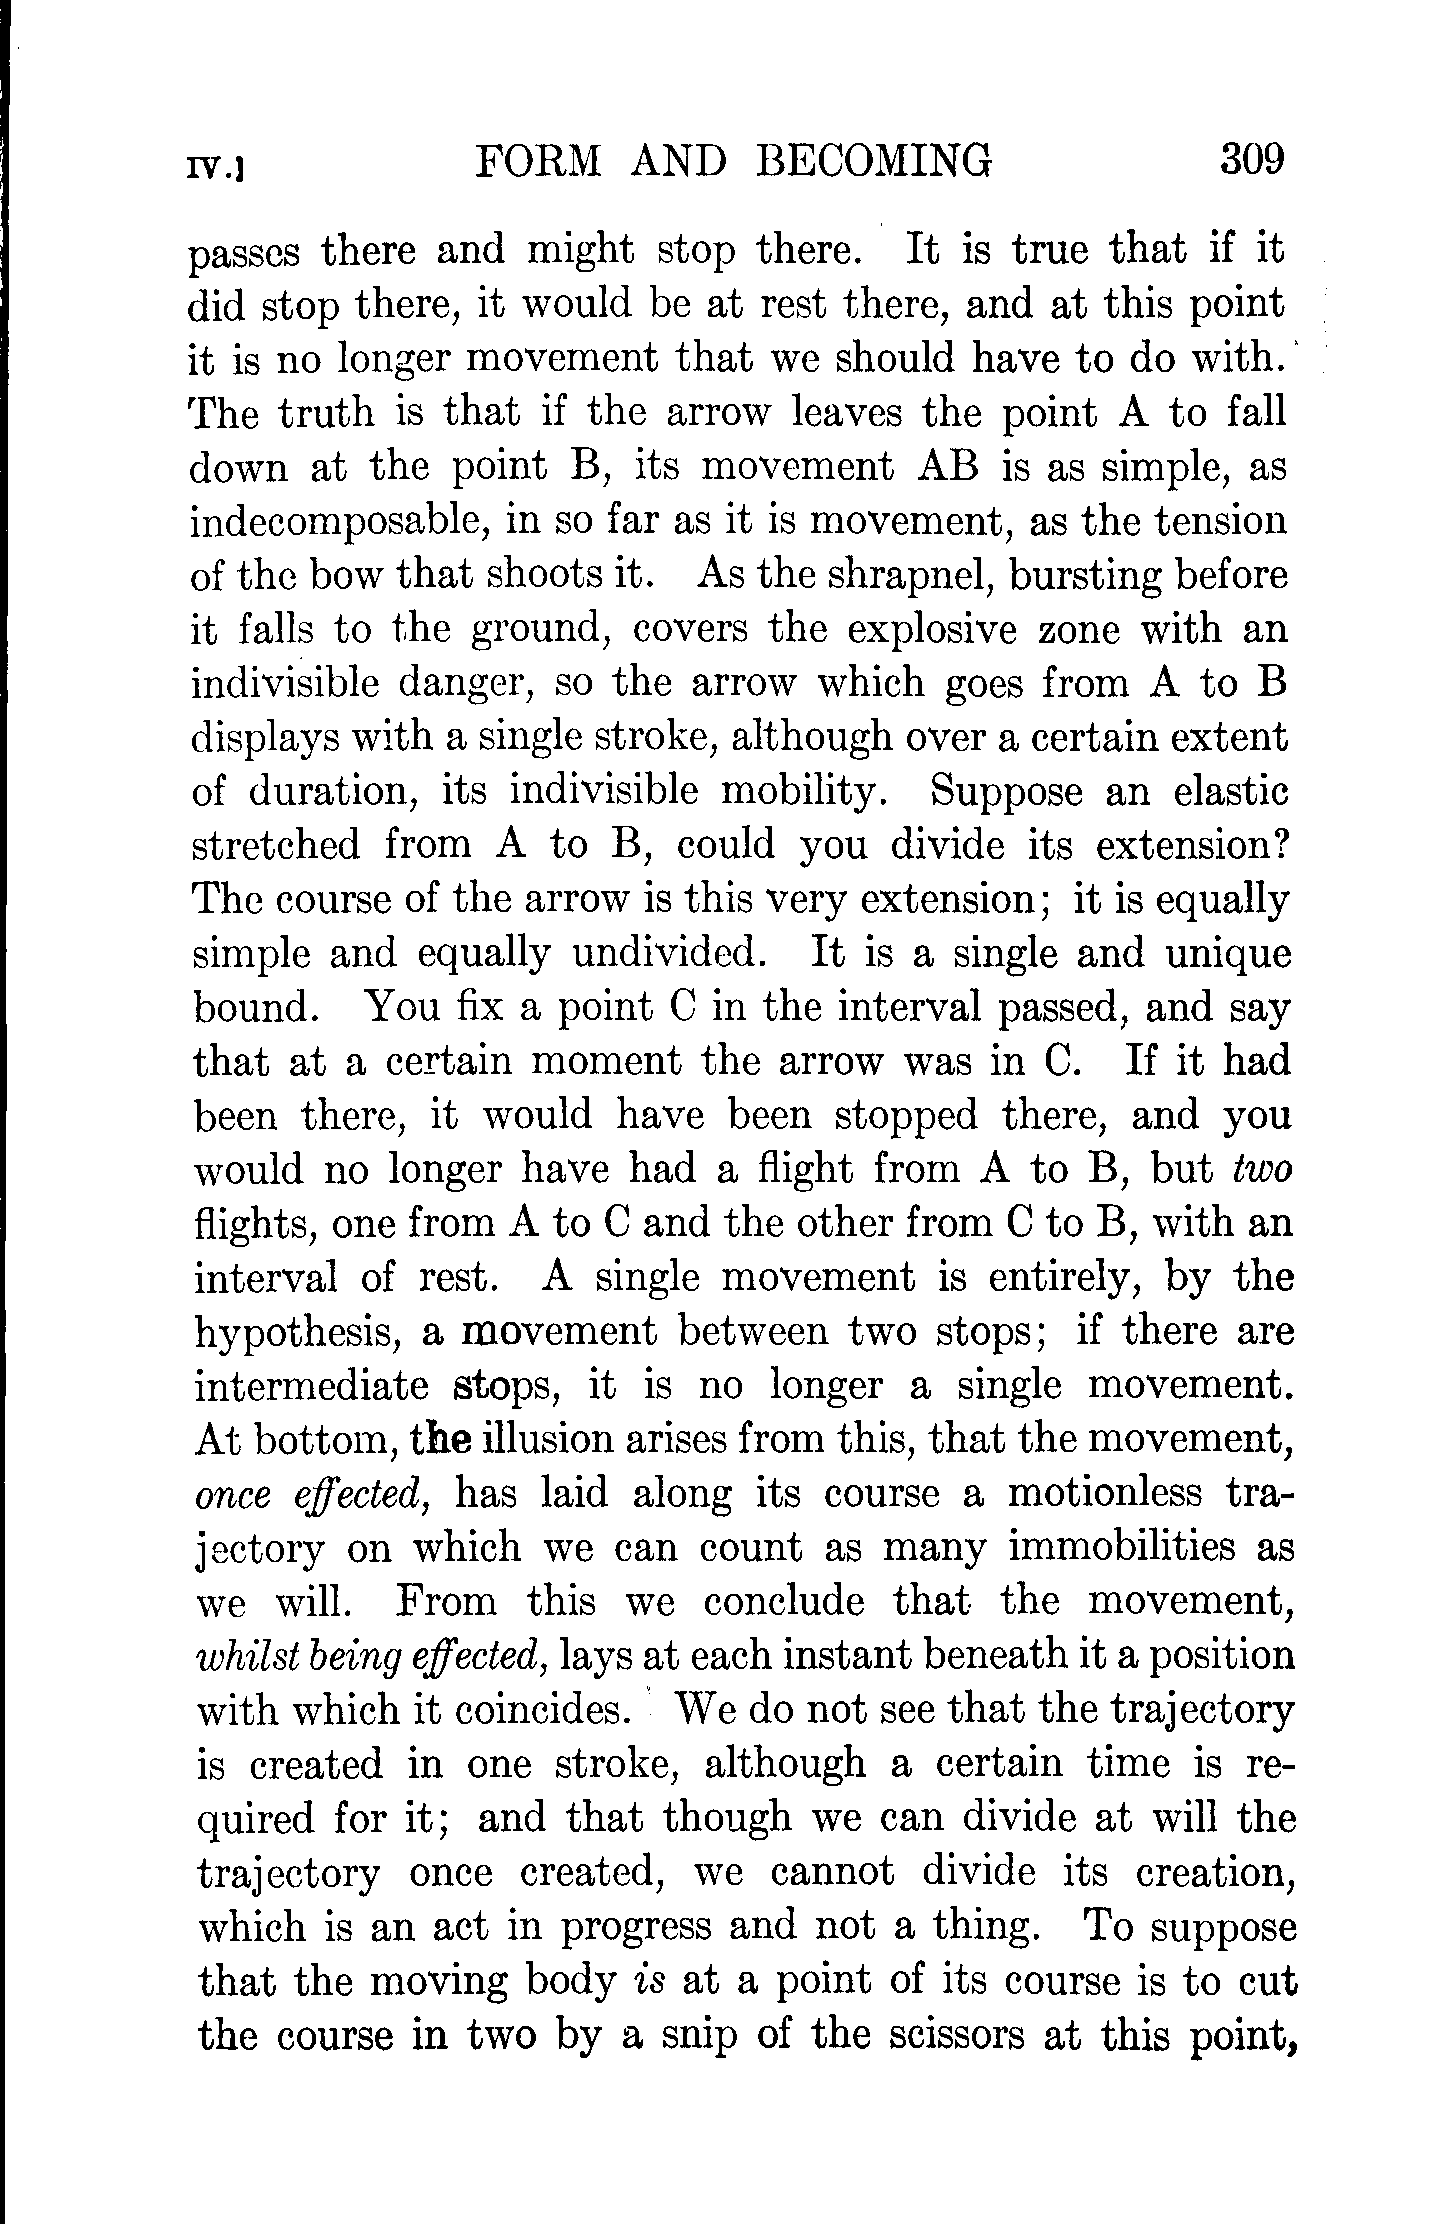 IV.] FORM AND BECOMING 309
passes there and might stop there. It is true that if it
did stop there, it would be at rest there, and at this point
it is no longer movement that we should have to do with.
The truth is that if the arrow leaves the point A to fall
down at the point B, its movement AB is as simple, as
indecomposable, in so far as it is movement, as the tension
of the bow that shoots it. As the shrapnel, bursting before
it falls to the ground, covers the explosive zone with an
indivisible danger, so the arrow which goes from A to B
displays with a single stroke, although over a certain extent
of duration, its indivisible mobility. Suppose an elastic
stretched from A to B, could you divide its extension?
The course of the arrow is this very extension; it is equally
simple and equally undivided. It is a single and unique
bound. You fix a point C in the interval passed, and say
that at a certain moment the arrow was in C. If it had
been there, it would have been stopped there, and you
would no longer have had a flight from A to B, but two
flights, one from A to C and the other from C to B, with an
interval of rest. A single movement is entirely, by the
hypothesis, a movement between two stops; if there are
intermediate stops, it is no longer a single movement.
At bottom, the illusion arises from this, that the movement,
once effected, has laid along its course a motionless tra-
jectory on which we can count as many immobilities as
we will. From this we conclude that the movement,
whilst being effected, lays at each instant beneath it a position
with which it coincides. We do not see that the trajectory
is created in one stroke, although a certain time is re-
quired for it; and that though we can divide at will the
trajectory once created, we cannot divide its creation,
which is an act in progress and not a thing. To suppose
that the moving body is at a point of its course is to cut
the course in two by a snip of the scissors at this point,